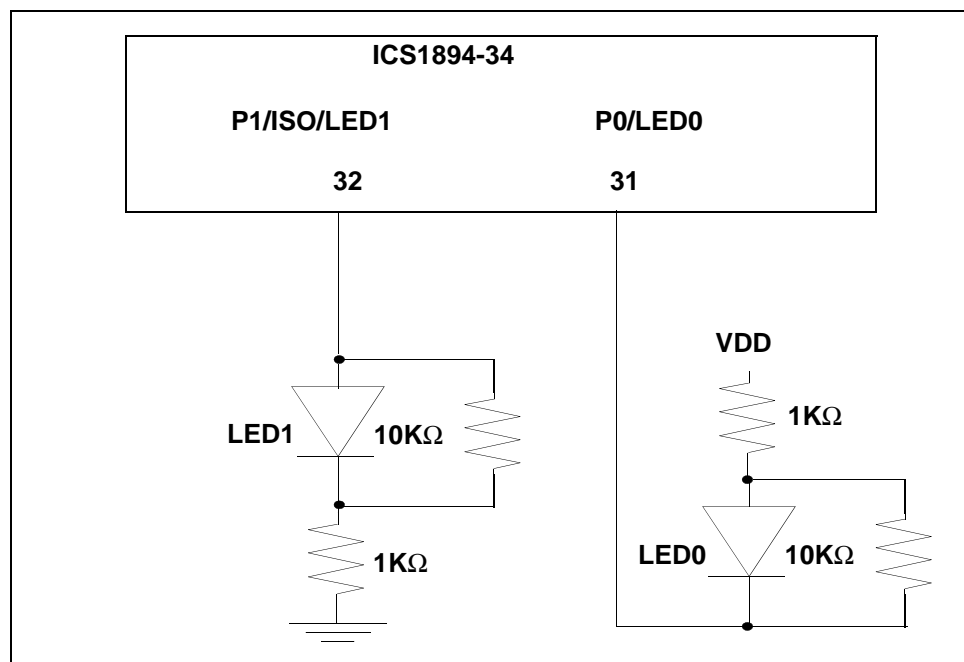 ICS1894-34
P1/ISO/LED1 P0/LED0
32 31
VDD
1KΩ
LED1 10KΩ
LED0 10KΩ
1KΩ